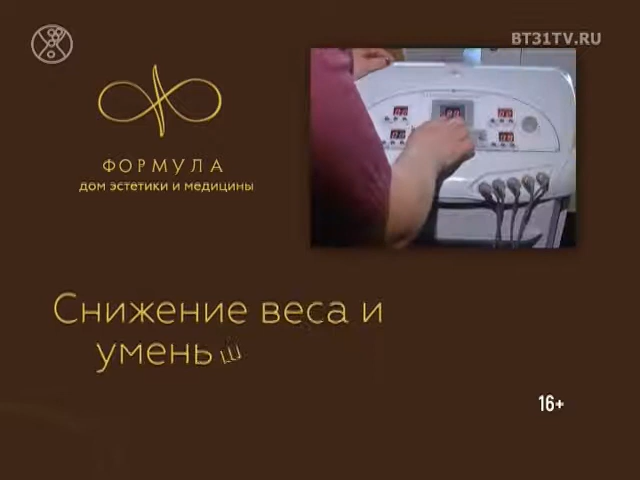 BT31TV.RU
ФОРМУЛА
дом эстетики и медицины
Снижение веса и
умень ш
16+